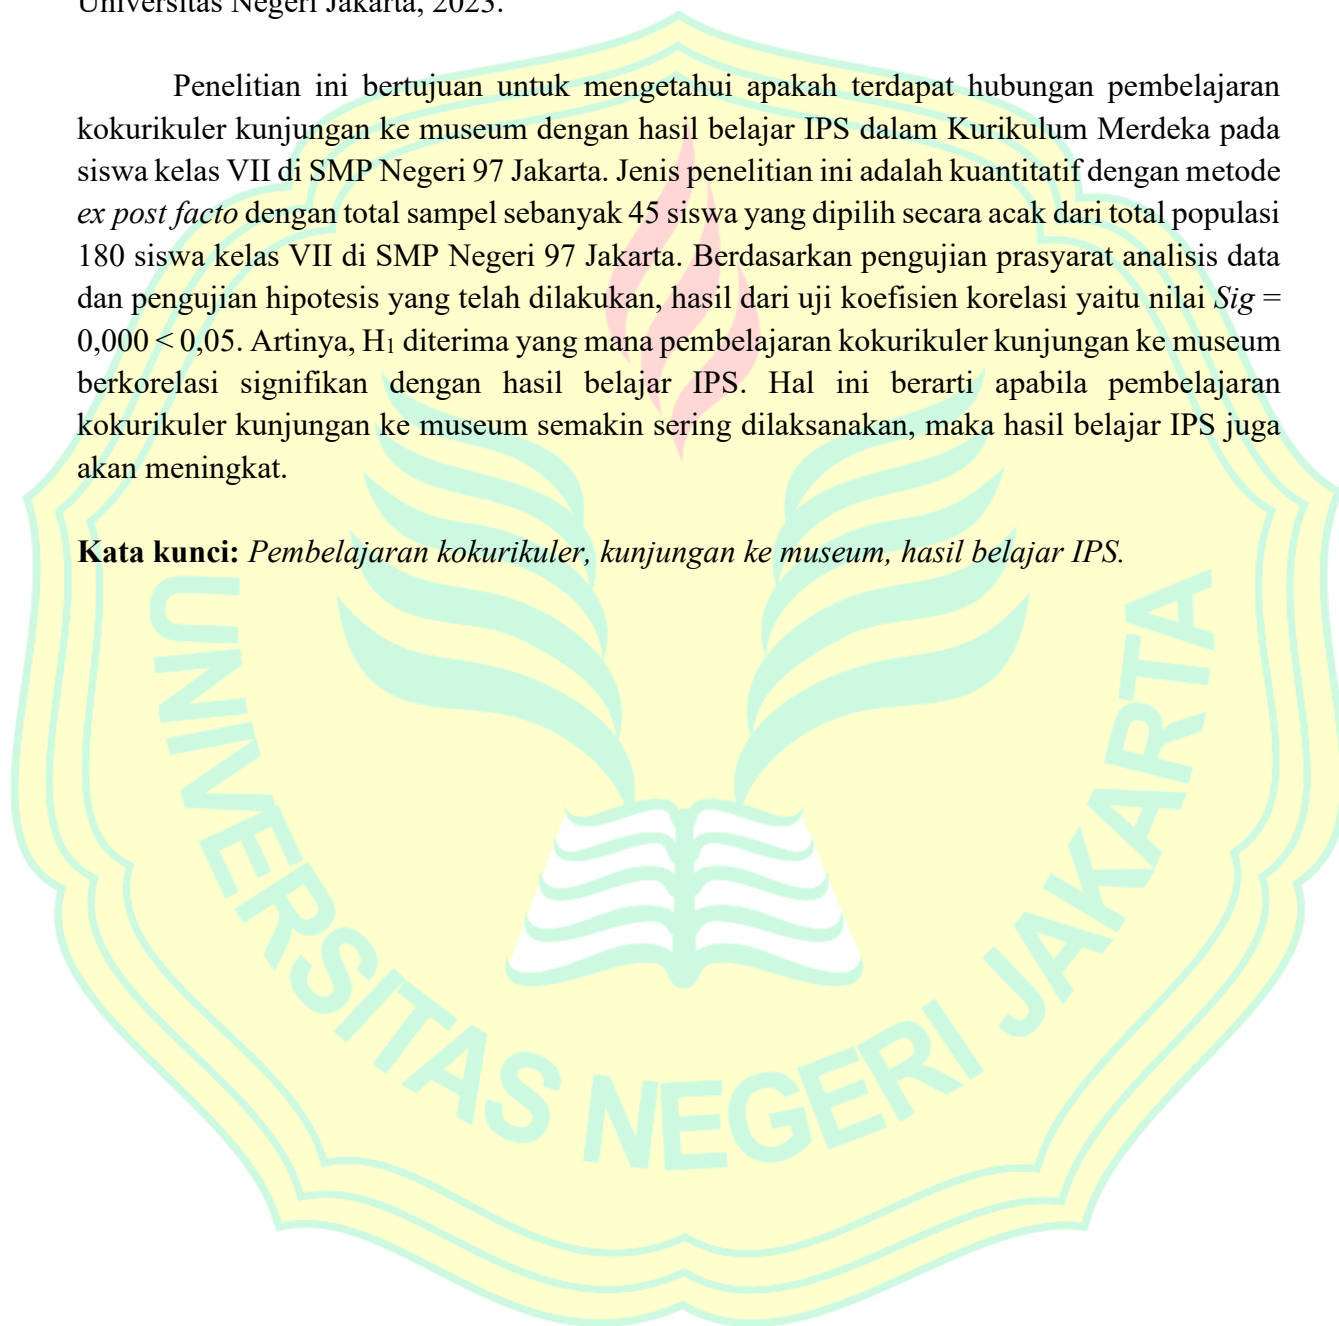 Universitas Negeri Jakarta, 2023.
Penelitian ini bertujuan untuk mengetahui apakah terdapat hubungan pembelajaran
kokurikuler kunjungan ke museum dengan hasil belajar IPS dalam Kurikulum Merdeka pada
siswa kelas VII di SMP Negeri 97 Jakarta. Jenis penelitian ini adalah kuantitatif dengan metode
ex post facto dengan total sampel sebanyak 45 siswa yang dipilih secara acak dari total populasi
180 siswa kelas VII di SMP Negeri 97 Jakarta. Berdasarkan pengujian prasyarat analisis data
dan pengujian hipotesis yang telah dilakukan, hasil dari uji koefisien korelasi yaitu nilai Sig =
0,000 < 0,05. Artinya, H₁ diterima yang mana pembelajaran kokurikuler kunjungan ke museum
berkorelasi signifikan dengan hasil belajar IPS. Hal ini berarti apabila pembelajaran
kokurikuler kunjungan ke museum semakin sering dilaksanakan, maka hasil belajar IPS juga
akan meningkat.
Kata kunci: Pembelajaran kokurikuler, kunjungan ke museum, hasil belajar IPS.
UNIVERSITAS NEGERI JAKARTA